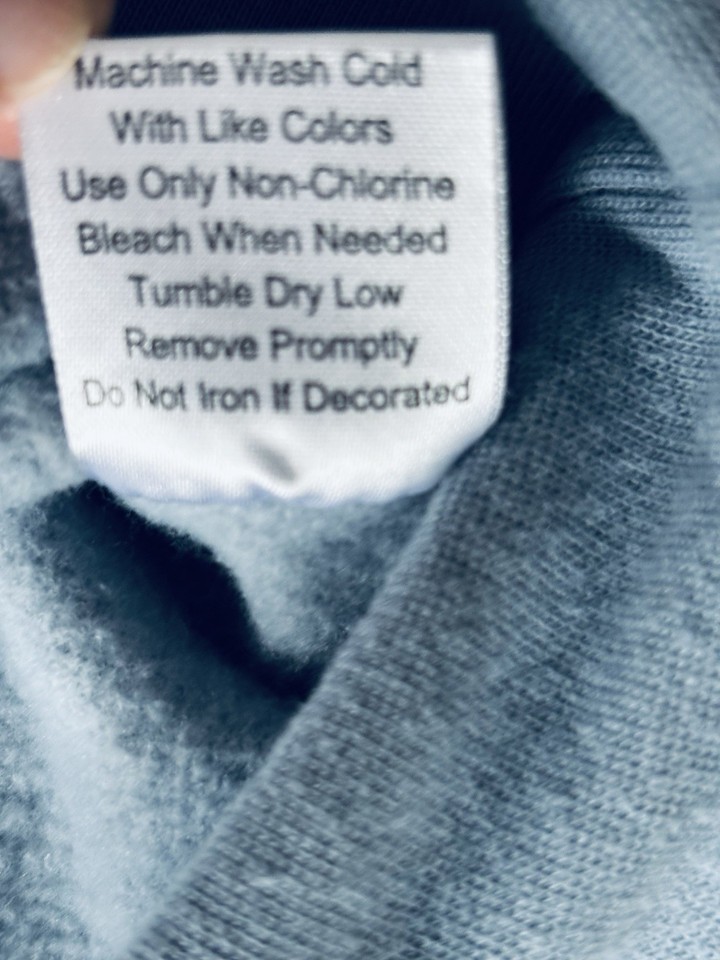 Machine Wash Cold
With Like Colors
Use Only Non-Chlorine
Bleach When Needed
Tumble Dry Low
Remove Promptly
Do Not Iron If Decorated